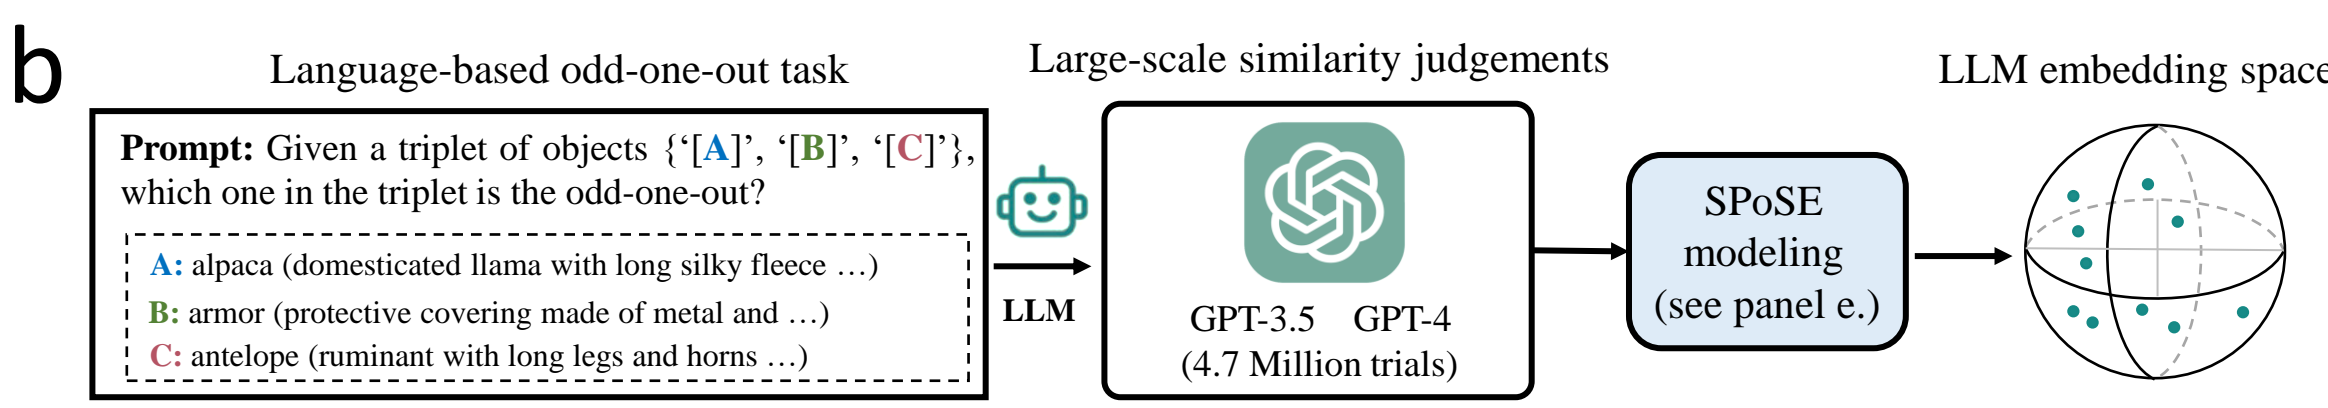 b
Language-based odd-one-out task
Prompt: Given a triplet of objects {‘[A]’, ‘[B]’, ‘[C]’},
which one in the triplet is the odd-one-out?
A: alpaca (domesticated llama with long silky fleece …)
B: armor (protective covering made of metal and …)
C: antelope (ruminant with long legs and horns …)
LLM
Large-scale similarity judgements
GPT-3.5 GPT-4
(4.7 Million trials)
SPoSE
modeling
(see panel e.)
LLM embedding space